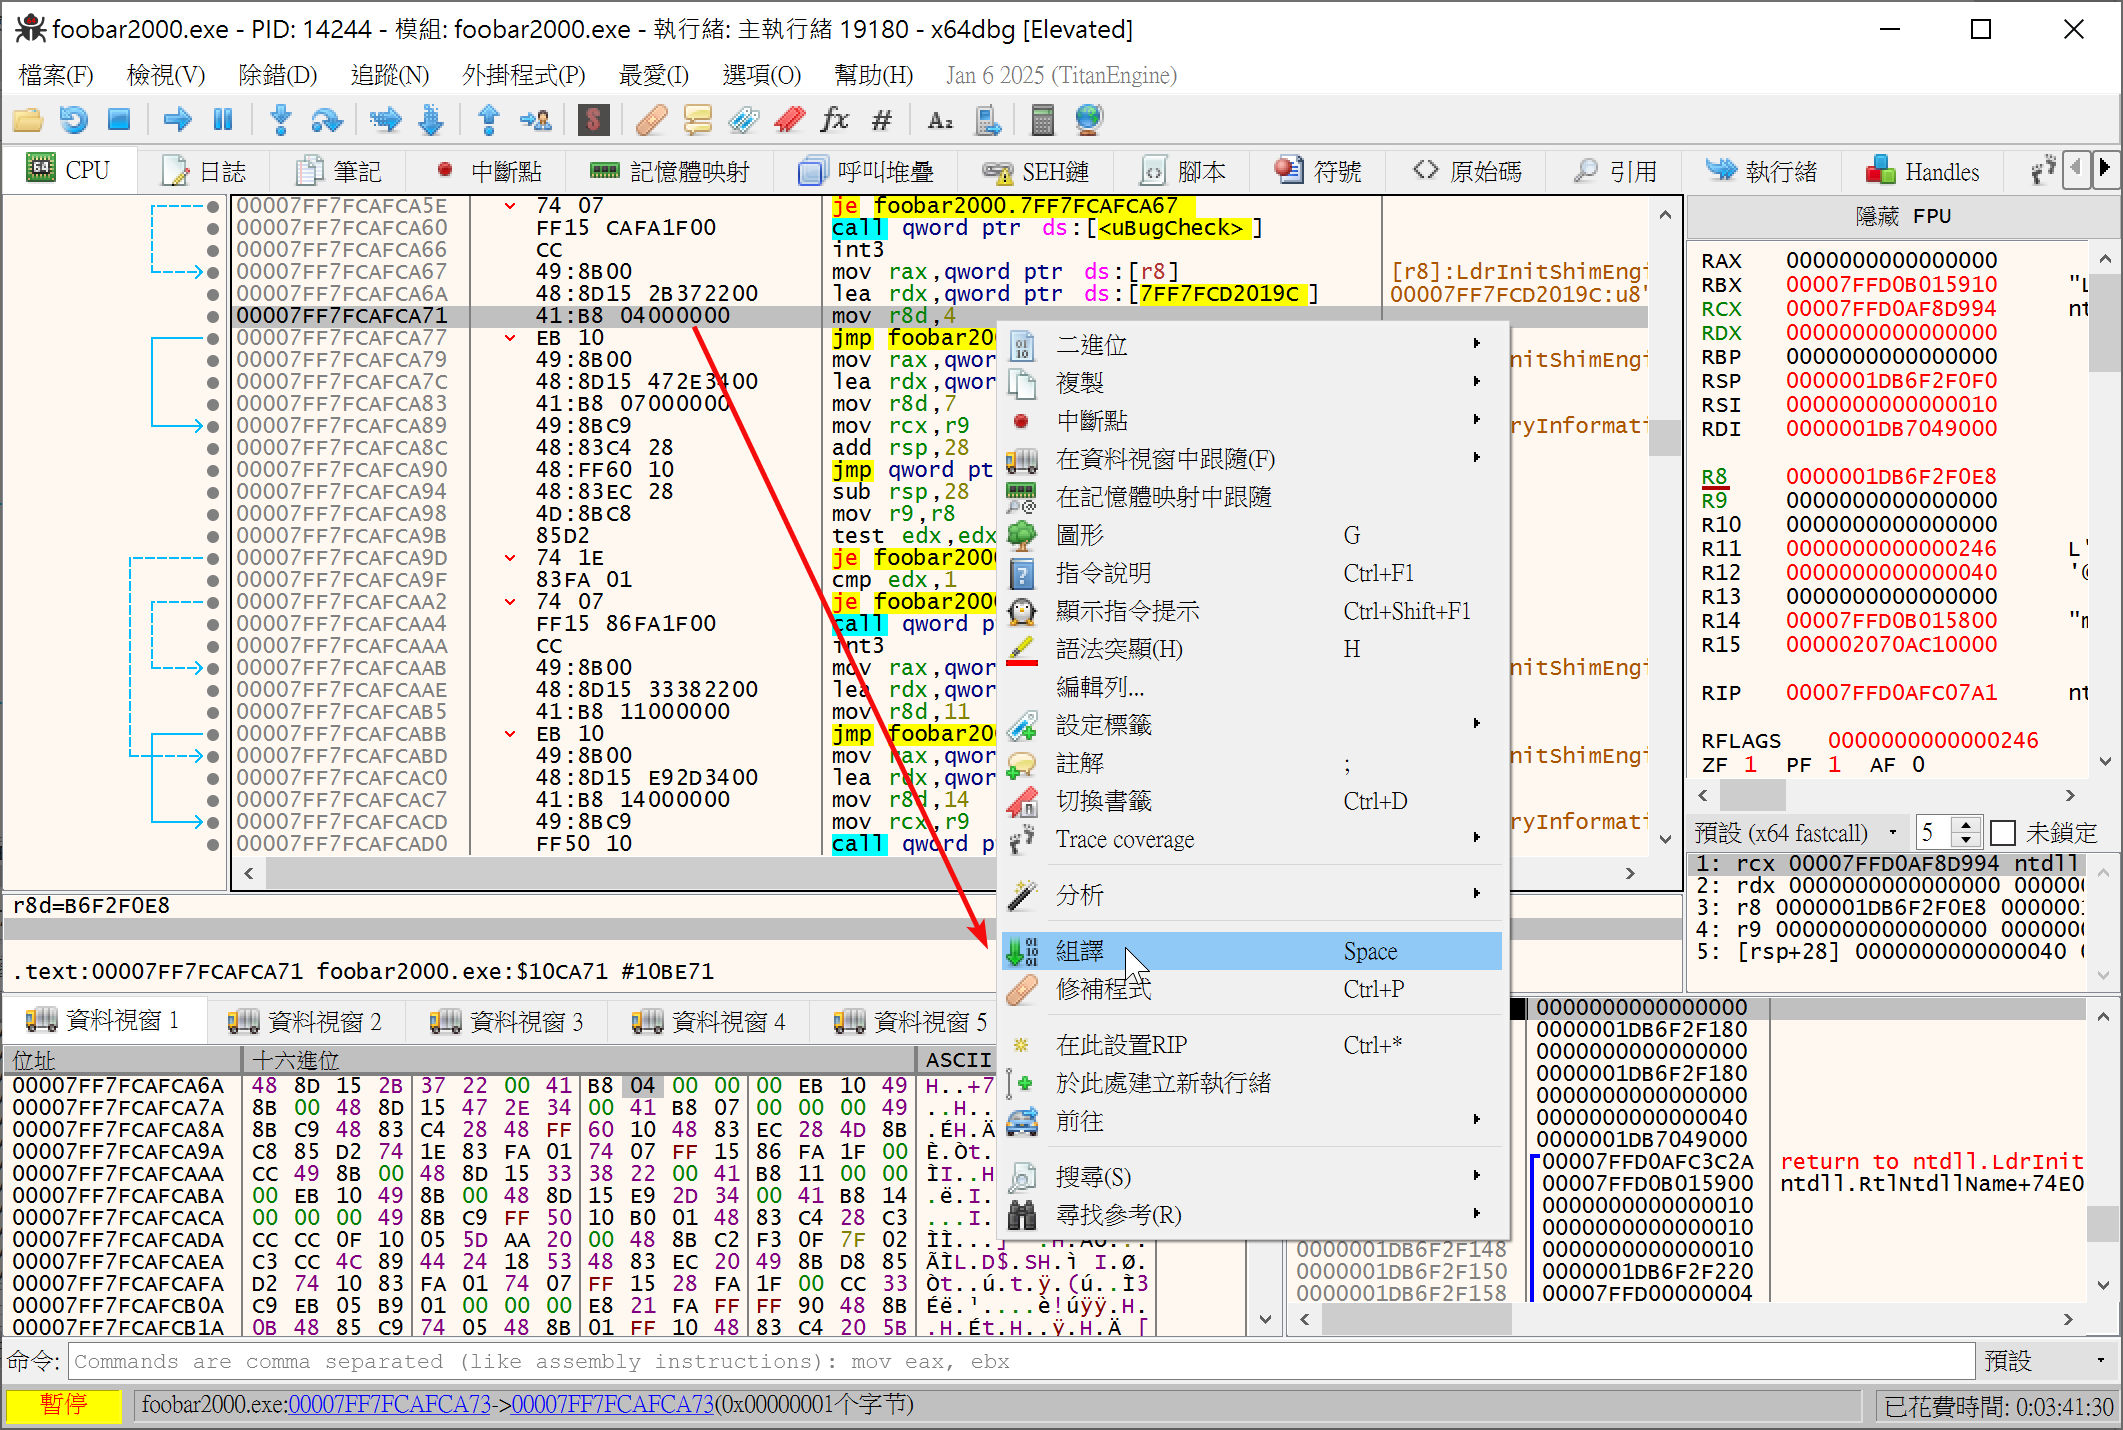 foobar2000.exe - PID: 14244 - 模組: foobar2000.exe - 執行緒: 主執行緒 19180 - x64dbg [Elevated]
檔案(F) 檢視(V) 除錯(D) 追蹤(N) 外掛程式(P) 最愛(I) 選項(O) 幫助(H) Jan 6 2025 (TitanEngine)
CPU 日誌 筆記 中斷點 記憶體映射 呼叫堆疊 SEH鏈 腳本 符號 原始碼 引用 執行緒 Handles
00007FF7FCAFCA5E 74 07 je foobar2000.7FF7FCAFCA67
00007FF7FCAFCA60 FF15 CAFA1F00 call qword ptr ds:[<uBugCheck>]
00007FF7FCAFCA66 CC int3
00007FF7FCAFCA67 49:8B00 mov rax,qword ptr ds:[r8] [r8]:LdrInitShimEng
00007FF7FCAFCA6A 48:8D15 2B372200 lea rdx,qword ptr ds:[7FF7FCD2019C] 00007FF7FCD2019C:u8'
00007FF7FCAFCA71 41:B8 04000000 mov r8d,4
00007FF7FCAFCA77 EB 10 jmp foobar200
00007FF7FCAFCA79 49:8B00 mov rax,qwor nitShimEng
00007FF7FCAFCA7C 48:8D15 472E3400 lea rdx,qwor
00007FF7FCAFCA83 41:B8 07000000 mov r8d,7
00007FF7FCAFCA89 49:8BC9 mov rcx,r9 ryInformat
00007FF7FCAFCA8C 48:83C4 28 add rsp,28
00007FF7FCAFCA90 48:FF60 10 jmp qword pt
00007FF7FCAFCA94 48:83EC 28 sub rsp,28
00007FF7FCAFCA98 4D:8BC8 mov r9,r8
00007FF7FCAFCA9B 85D2 test edx,edx
00007FF7FCAFCA9D 74 1E je foobar200
00007FF7FCAFCA9F 83FA 01 cmp edx,1
00007FF7FCAFCAA2 74 07 je foobar200
00007FF7FCAFCAA4 FF15 86FA1F00 call qword p
00007FF7FCAFCAAA CC int3
00007FF7FCAFCAAB 49:8B00 mov rax,qwor nitShimEng
00007FF7FCAFCAAE 48:8D15 33382200 lea rdx,qwor
00007FF7FCAFCAB5 41:B8 11000000 mov r8d,11
00007FF7FCAFCABB EB 10 jmp foobar200
00007FF7FCAFCABD 49:8B00 mov rax,qwor nitShimEng
00007FF7FCAFCAC0 48:8D15 E92D3400 lea rdx,qwor
00007FF7FCAFCAC7 41:B8 14000000 mov r8d,14
00007FF7FCAFCACD 49:8BC9 mov rcx,r9 ryInformat
00007FF7FCAFCAD0 FF50 10 call qword p
r8d=B6F2F0E8
.text:00007FF7FCAFCA71 foobar2000.exe:$10CA71 #10BE71
二進位
複製
中斷點
在資料視窗中跟隨(F)
在記憶體映射中跟隨
圖形 G
指令說明 Ctrl+F1
顯示指令提示 Ctrl+Shift+F1
語法突顯(H) H
編輯列...
設定標籤
註解 ;
切換書籤 Ctrl+D
Trace coverage
分析
組譯 Space
修補程式 Ctrl+P
在此設置RIP Ctrl+*
於此處建立新執行緒
前往
搜尋(S)
尋找參考(R)
隱藏 FPU
RAX 0000000000000000
RBX 00007FFD0B015910 "L
RCX 00007FFD0AF8D994 nt
RDX 0000000000000000
RBP 0000000000000000
RSP 0000001DB6F2F0F0
RSI 0000000000000010
RDI 0000001DB7049000
R8 0000001DB6F2F0E8
R9 0000000000000000
R10 0000000000000000
R11 0000000000000246 L'
R12 0000000000000040 '@
R13 0000000000000000
R14 00007FFD0B015800 "m
R15 000002070AC10000
RIP 00007FFD0AFC07A1 nt
RFLAGS 0000000000000246
ZF 1 PF 1 AF 0
預設 (x64 fastcall) 5 未鎖定
1: rcx 00007FFD0AF8D994 ntdll
2: rdx 0000000000000000 000000
3: r8 0000001DB6F2F0E8 0000001
4: r9 0000000000000000 0000000
5: [rsp+28] 0000000000000040
資料視窗 1 資料視窗 2 資料視窗 3 資料視窗 4 資料視窗 5
位址 十六進位 ASCII
00007FF7FCAFCA6A 48 8D 15 2B 37 22 00 41 B8 04 00 00 00 EB 10 49 H..+7
00007FF7FCAFCA7A 8B 00 48 8D 15 47 2E 34 00 41 B8 07 00 00 00 49 ..H..
00007FF7FCAFCA8A 8B C9 48 83 C4 28 48 FF 60 10 48 83 EC 28 4D 8B .ÉH.Ä
00007FF7FCAFCA9A C8 85 D2 74 1E 83 FA 01 74 07 FF 15 86 FA 1F 00 È.Òt.
00007FF7FCAFCAAA CC 49 8B 00 48 8D 15 33 38 22 00 41 B8 11 00 00 ÌI..H
00007FF7FCAFCABA 00 EB 10 49 8B 00 48 8D 15 E9 2D 34 00 41 B8 14 .ë.I.
00007FF7FCAFCACA 00 00 00 49 8B C9 FF 50 10 B0 01 48 83 C4 28 C3 ...I.
00007FF7FCAFCADA CC CC 0F 10 05 5D AA 20 00 48 8B C2 F3 0F 7F 02
00007FF7FCAFCAEA C3 CC 4C 89 44 24 18 53 48 83 EC 20 49 8B D8 85 ÃÌL.D$.SH.ì I.Ø.
00007FF7FCAFCAFA D2 74 10 83 FA 01 74 07 FF 15 28 FA 1F 00 CC 33 Òt..ú.t.ÿ.(ú..Ì3
00007FF7FCAFCB0A C9 EB 05 B9 01 00 00 00 E8 21 FA FF FF 90 48 8B Éë.¹....è!úÿÿ.H.
00007FF7FCAFCB1A 0B 48 85 C9 74 05 48 8B 01 FF 10 48 83 C4 20 5B .H.Ét.H..ÿ.H.Ä [
0000000000000000
0000001DB6F2F180
0000000000000000
0000001DB6F2F180
0000000000000000
0000000000000040
0000001DB7049000
00007FFD0AFC3C2A return to ntdll.LdrInit
00007FFD0B015900 ntdll.RtlNtdllName+74E0
0000000000000010
0000000000000010
0000001DB6F2F148 0000000000000010
0000001DB6F2F150 0000001DB6F2F220
0000001DB6F2F158 00007FFD00000004
命令: Commands are comma separated (like assembly instructions): mov eax, ebx 預設
暫停 foobar2000.exe:00007FF7FCAFCA73->00007FF7FCAFCA73(0x00000001个字节) 已花費時間: 0:03:41:30